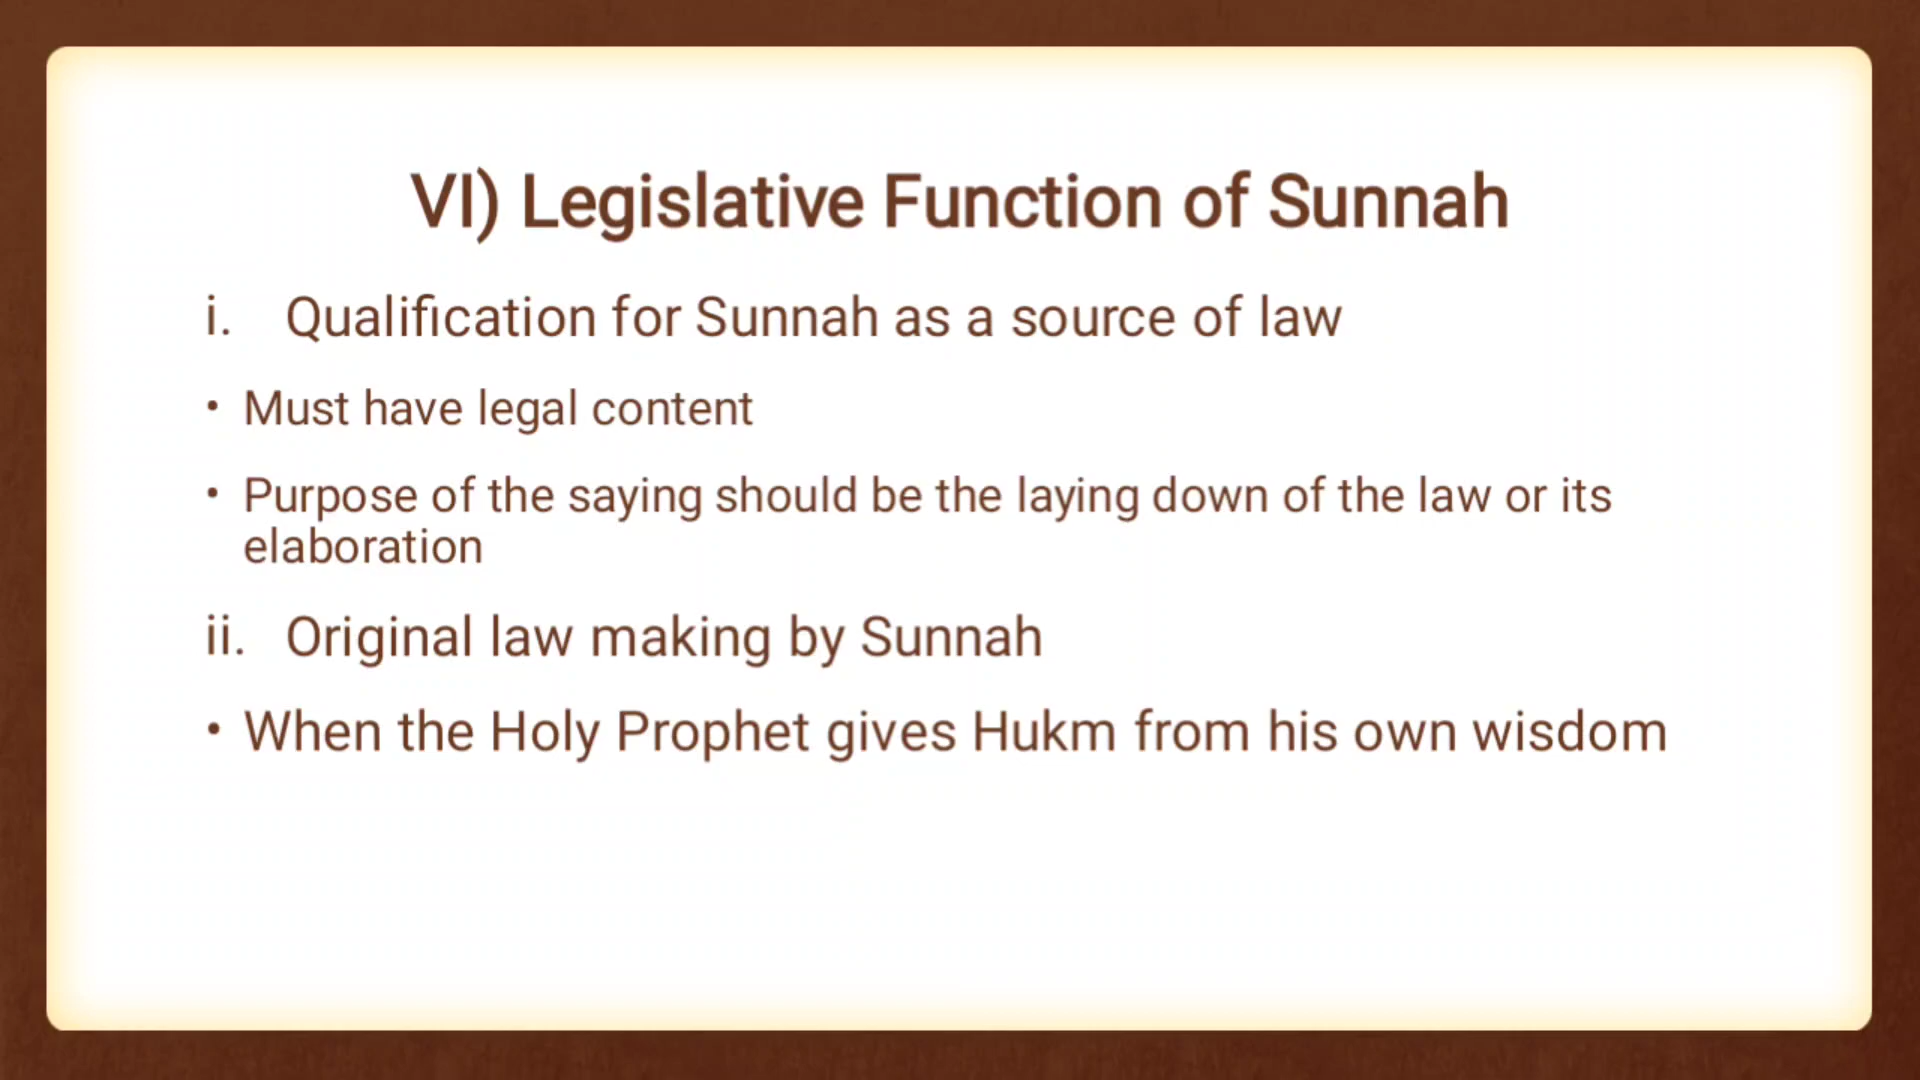 VI) Legislative Function of Sunnah
i. Qualification for Sunnah as a source of law
• Must have legal content
• Purpose of the saying should be the laying down of the law or its
elaboration
ii. Original law making by Sunnah
• When the Holy Prophet gives Hukm from his own wisdom